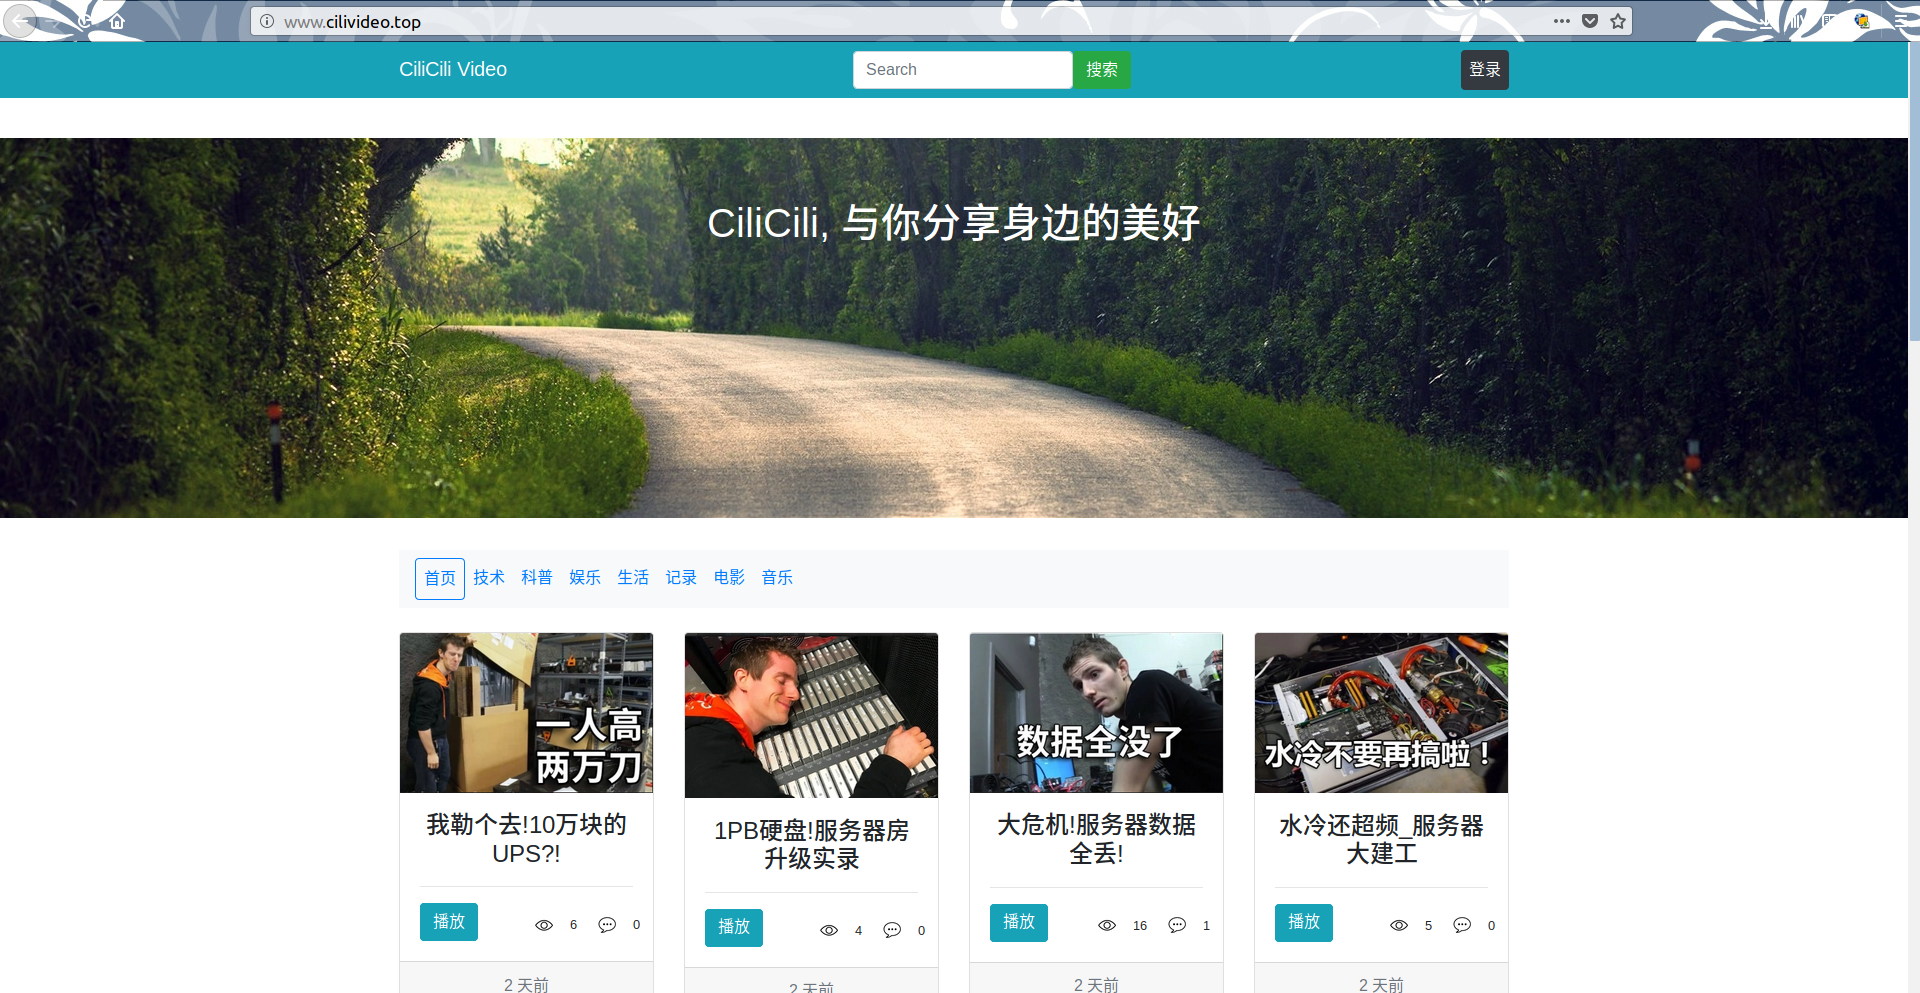 www.cilivideo.top
CiliCili Video
Search
搜索
登录
CiliCili, 与你分享身边的美好
首页 技术 科普 娱乐 生活 记录 电影 音乐
一人高
两万刀
数据全没了
水冷不要再搞啦！
我勒个去!10万块的
UPS?!
1PB硬盘!服务器房
升级实录
大危机!服务器数据
全丢!
水冷还超频_服务器
大建工
播放 6 0
播放 4 0
播放 16 1
播放 5 0
2 天前
2 天前
2 天前
2 天前